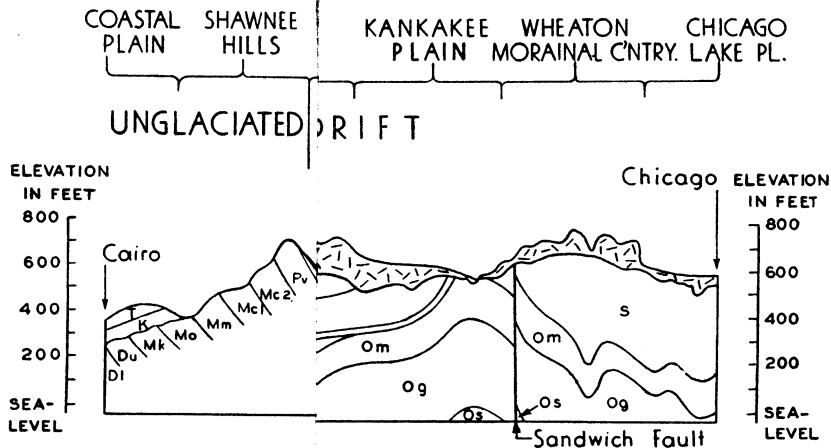 COASTAL PLAIN
SHAWNEE HILLS
KANKAKEE PLAIN
WHEATON MORAINAL C'NTRY.
CHICAGO LAKE PL.
UNGLACIATED DRIFT
ELEVATION IN FEET
800
600
400
200
SEA-LEVEL
Cairo
T
K
Dl
Du
Mk
Mo
Mm
Mc1
Mc2
Pv
Om
Og
Os
Om
S
Os
Og
Sandwich Fault
Chicago
ELEVATION IN FEET
800
600
400
200
SEA-LEVEL